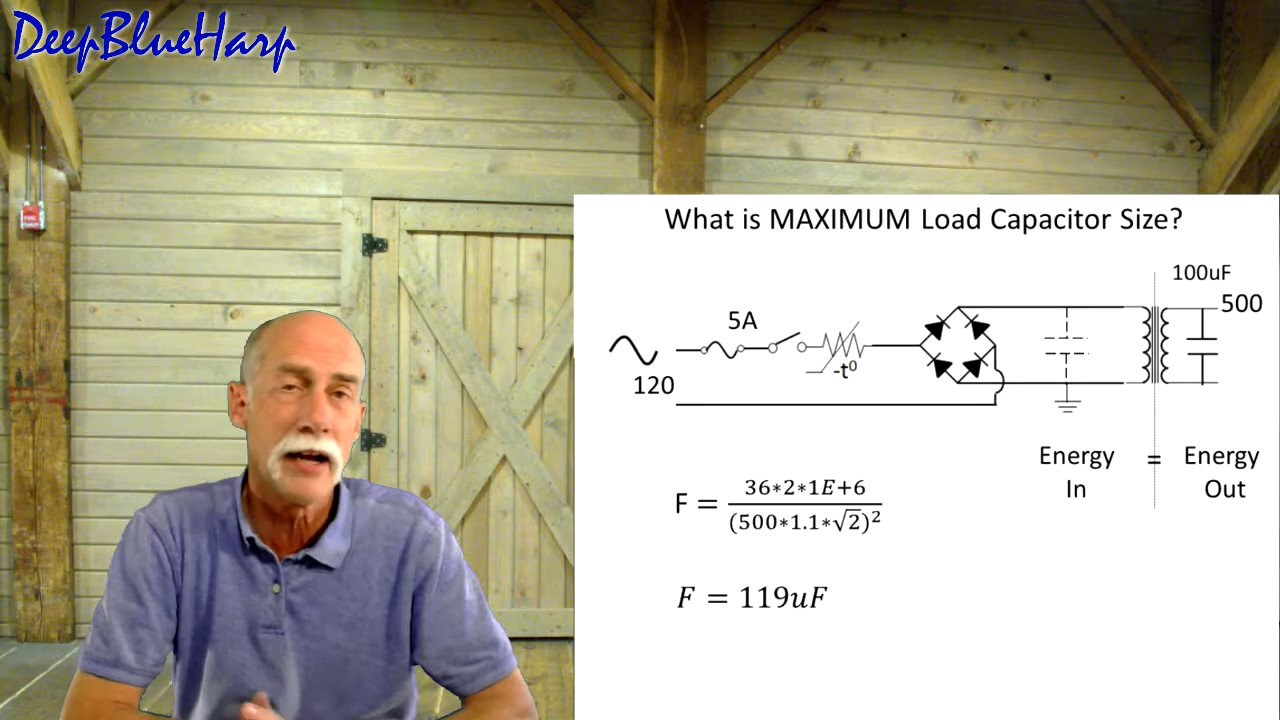 DeepBlueHarp
What is MAXIMUM Load Capacitor Size?
100uF
500
5A
120
-t⁰
Energy In = Energy Out
F = 36*2*1E+6 / (500*1.1*√2)²
F = 119uF